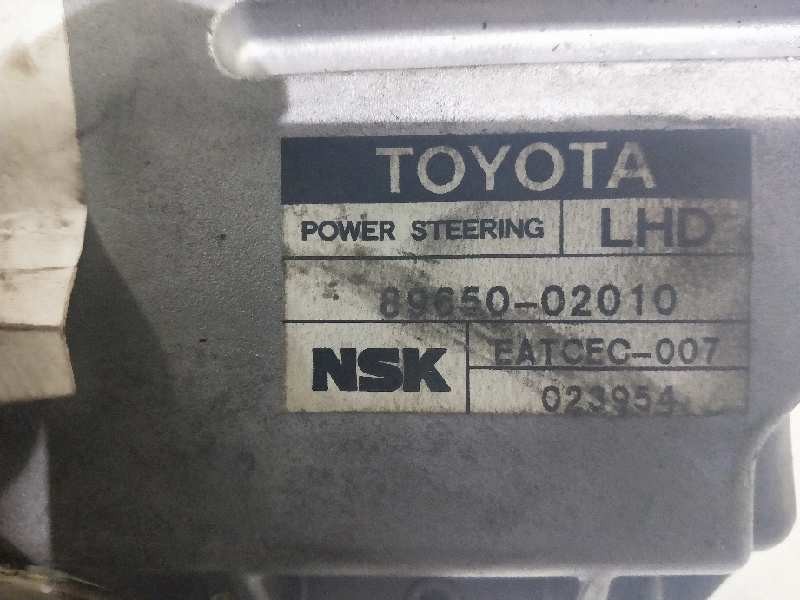 TOYOTA
POWER STEERING LHD
89650-02010
NSK EATCEC-007
023954